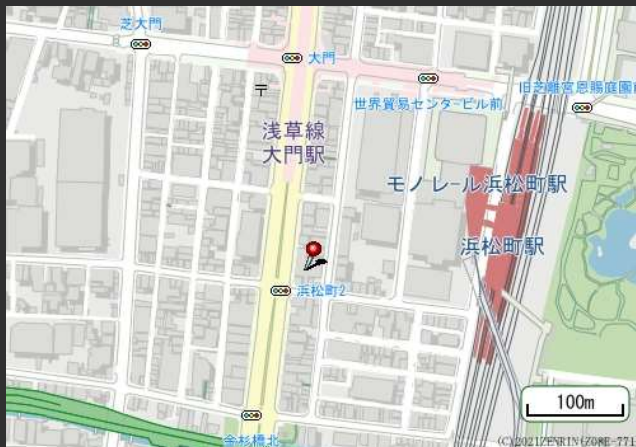 芝大門
大門
世界貿易センタービル前
旧芝離宮恩賜庭園前
浅草線
大門駅
モノレール浜松町駅
浜松町駅
浜松町2
100m
金杉橋北
(C)2021ZENRIN(Z08E-771